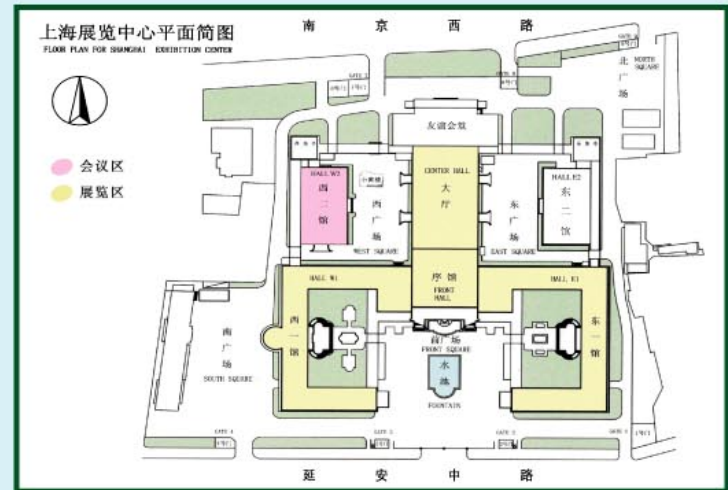 上海展览中心平面简图
FLOOR PLAN FOR SHANGHAI EXHIBITION CENTER
南京西路
会议区
展览区
北广场
NORTH SQUARE
友谊会堂
HALL W2
西二馆
西广场
WEST SQUARE
CENTER HALL
大厅
东广场
EAST SQUARE
HALL E2
东二馆
HALL W1
西一馆
序馆
FRONT HALL
HALL E1
东一馆
前广场
FRONT SQUARE
水池
FOUNTAIN
南广场
SOUTH SQUARE
GATE 4
GATE 3
延安中路